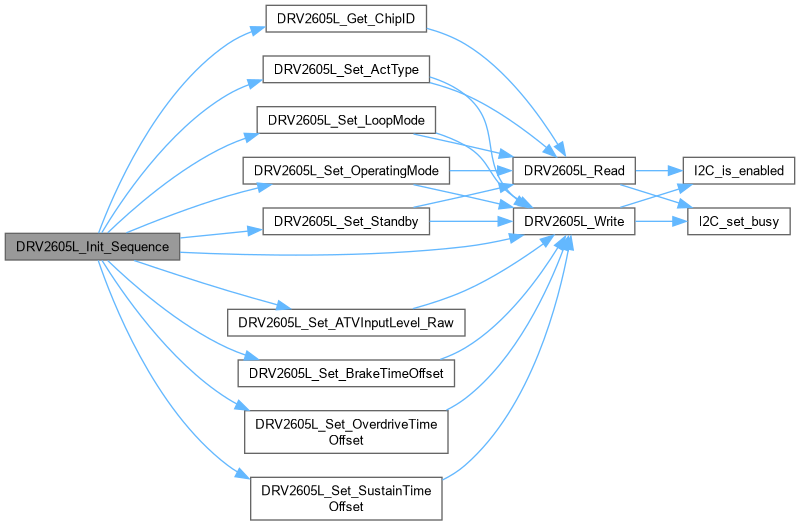 DRV2605L_Get_ChipID
DRV2605L_Set_ActType
DRV2605L_Set_LoopMode
DRV2605L_Set_OperatingMode
DRV2605L_Read
I2C_is_enabled
DRV2605L_Set_Standby
DRV2605L_Write
I2C_set_busy
DRV2605L_Init_Sequence
DRV2605L_Set_ATVInputLevel_Raw
DRV2605L_Set_BrakeTimeOffset
DRV2605L_Set_OverdriveTime
Offset
DRV2605L_Set_SustainTime
Offset